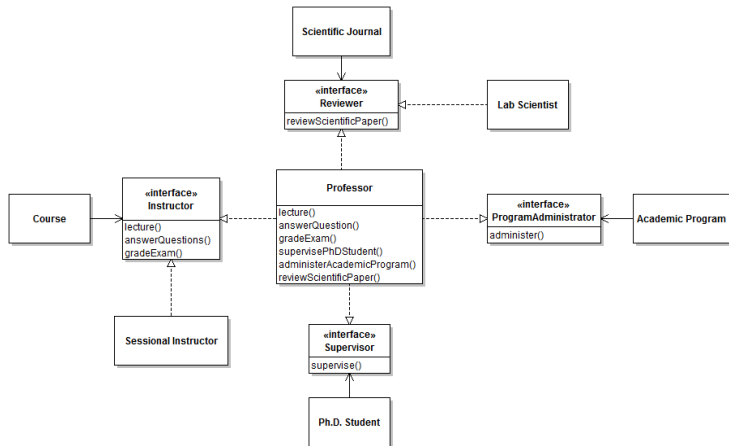 Scientific Journal
«interface»
Reviewer
reviewScientificPaper()
Lab Scientist
«interface»
Instructor
lecture()
answerQuestions()
gradeExam()
Course
Professor
lecture()
answerQuestion()
gradeExam()
supervisePhDStudent()
administerAcademicProgram()
reviewScientificPaper()
«interface»
ProgramAdministrator
administer()
Academic Program
Sessional Instructor
«interface»
Supervisor
supervise()
Ph.D. Student